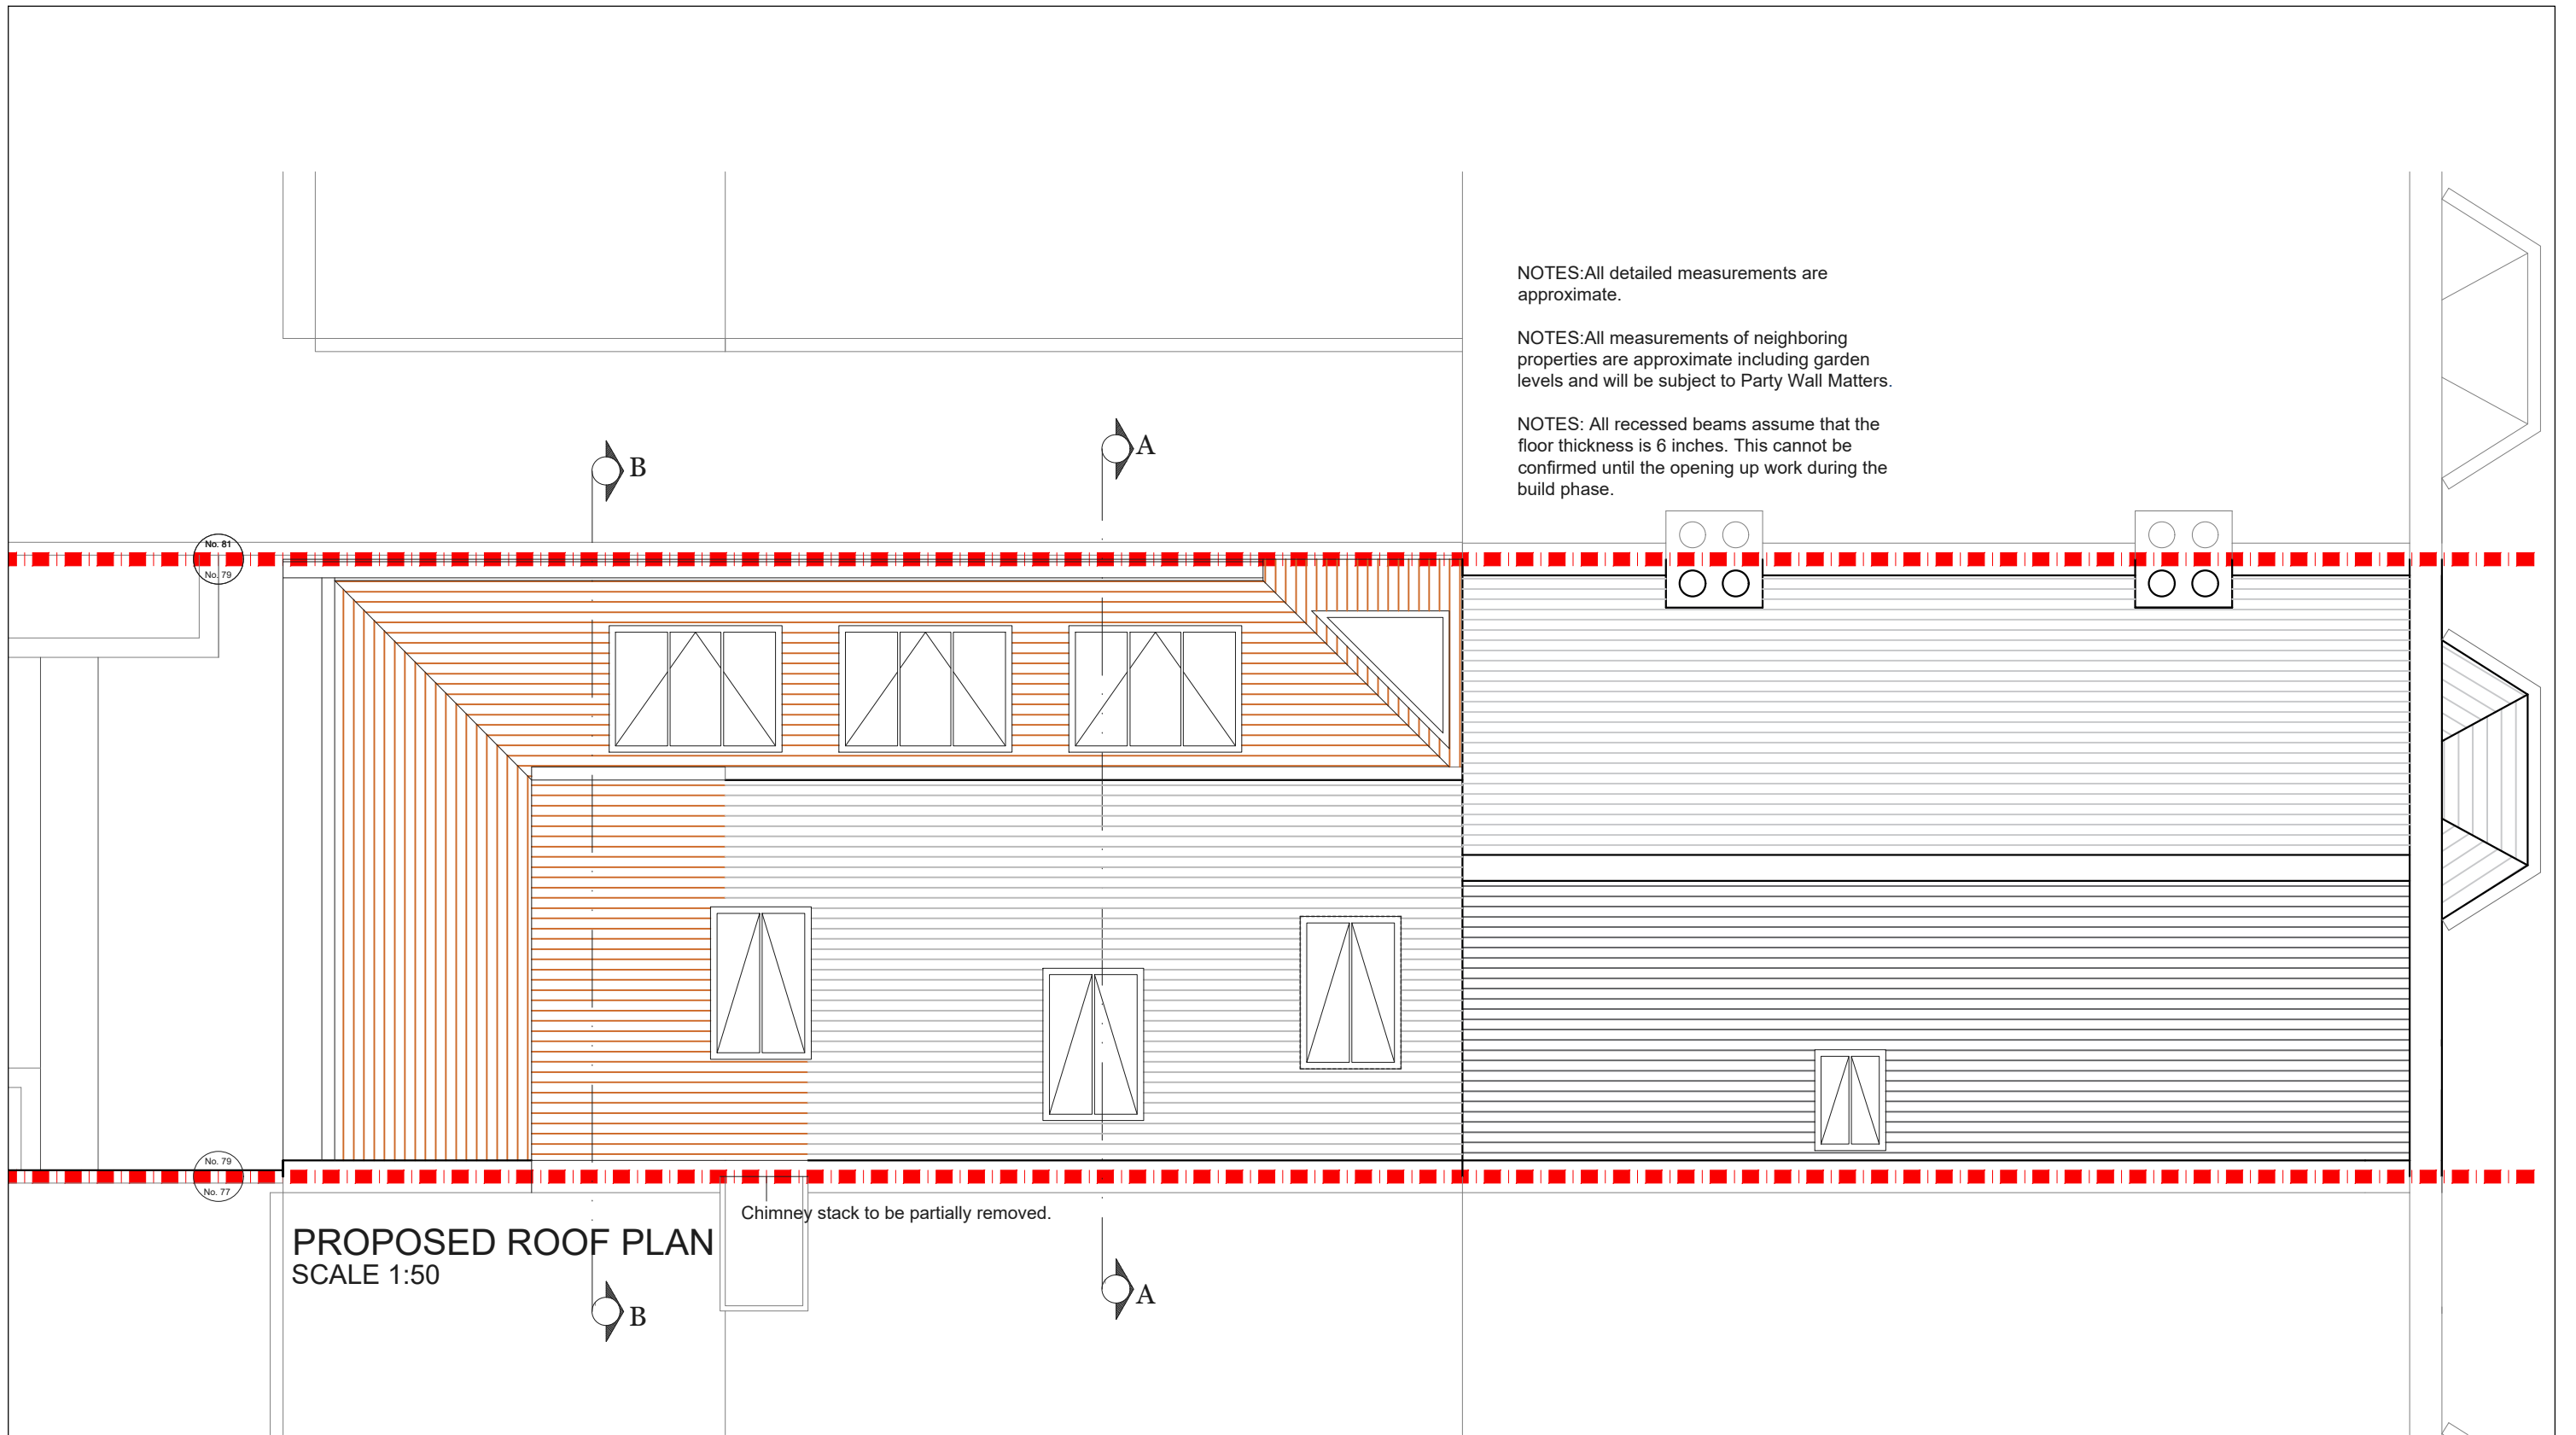 NOTES:All detailed measurements are
approximate.
NOTES:All measurements of neighboring
properties are approximate including garden
levels and will be subject to Party Wall Matters.
NOTES: All recessed beams assume that the
floor thickness is 6 inches. This cannot be
confirmed until the opening up work during the
build phase.
B
A
No. 81
No. 79
No. 79
No. 77
Chimney stack to be partially removed.
PROPOSED ROOF PLAN
SCALE 1:50
B
A